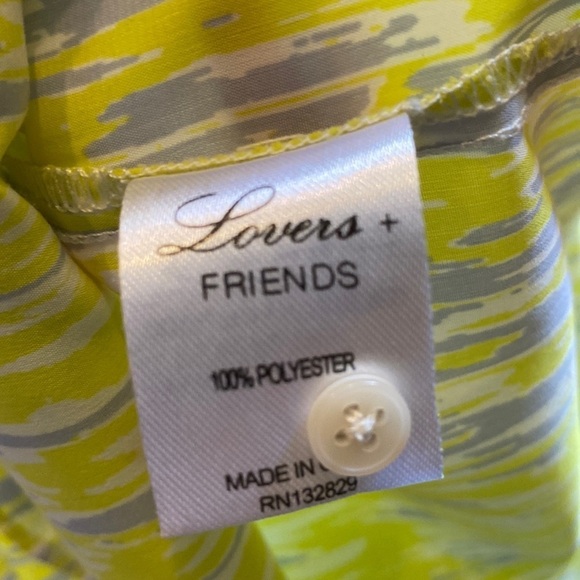 Lovers +
FRIENDS
100% POLYESTER
MADE IN
RN132829